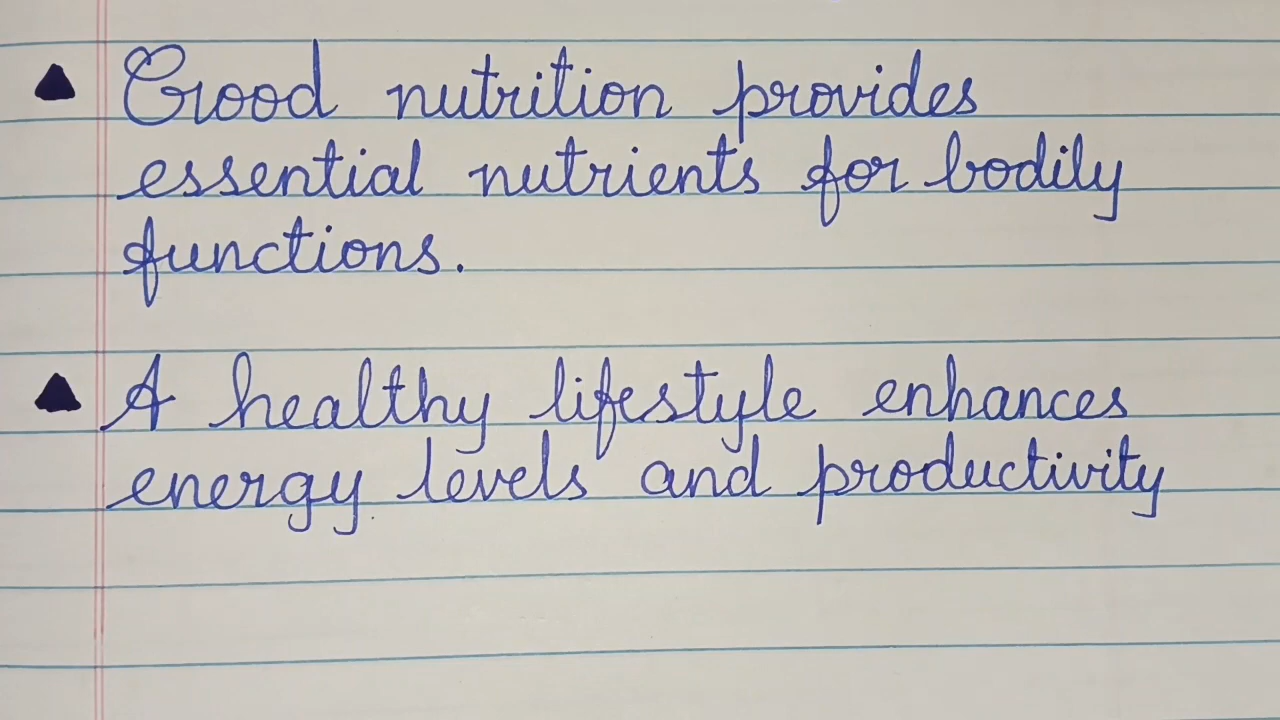 ▲ Good nutrition provides
essential nutrients for bodily
functions.
▲ A healthy lifestyle enhances
energy levels and productivity